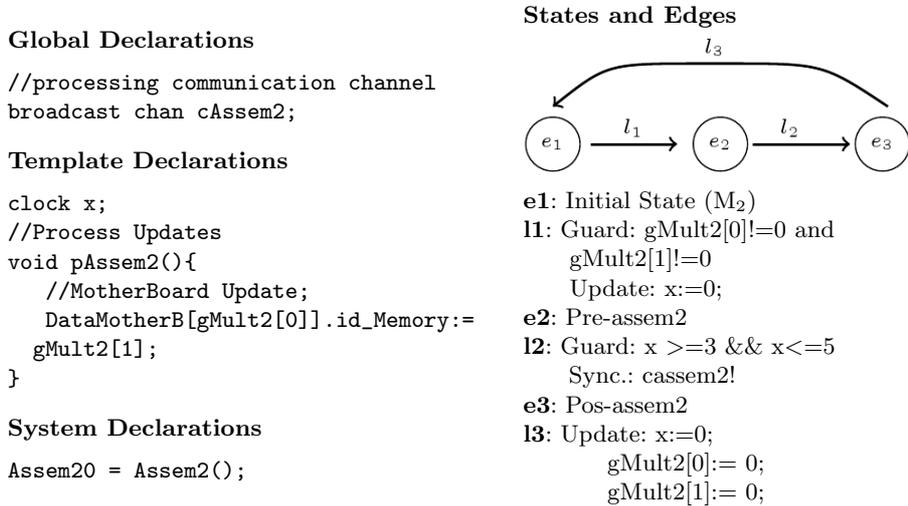 Global Declarations
//processing communication channel
broadcast chan cAssem2;
Template Declarations
clock x;
//Process Updates
void pAssem2(){
//MotherBoard Update;
DataMotherB[gMult2[0]].id_Memory:=
gMult2[1];
}
System Declarations
Assem20 = Assem2();
States and Edges
l3
e1
l1
e2
l2
e3
e1: Initial State (M2)
l1: Guard: gMult2[0]!=0 and
gMult2[1]!=0
Update: x:=0;
e2: Pre-assem2
l2: Guard: x >=3 && x<=5
Sync.: cassem2!
e3: Pos-assem2
l3: Update: x:=0;
gMult2[0]:= 0;
gMult2[1]:= 0;